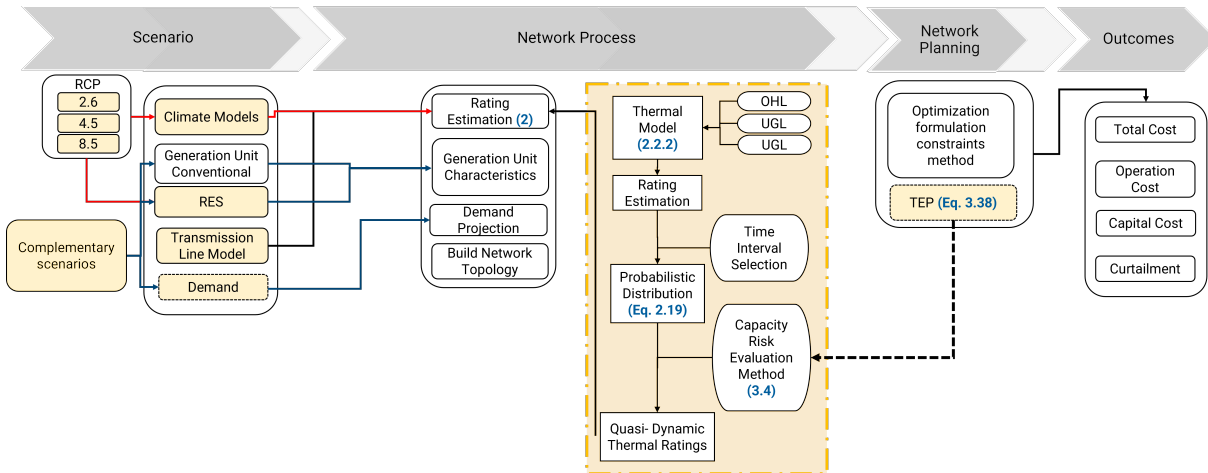 Scenario
Network Process
Network
Planning
Outcomes
RCP
2.6
4.5
8.5
Complementary
scenarios
Climate Models
Generation Unit
Conventional
RES
Transmission
Line Model
Demand
Rating
Estimation (2)
Generation Unit
Characteristics
Demand
Projection
Build Network
Topology
Thermal
Model
(2.2.2)
OHL
UGL
UGL
Rating
Estimation
Time
Interval
Selection
Probabilistic
Distribution
(Eq. 2.19)
Capacity
Risk
Evaluation
Method
(3.4)
Quasi- Dynamic
Thermal Ratings
Optimization
formulation
constraints
method
TEP (Eq. 3.38)
Total Cost
Operation
Cost
Capital Cost
Curtailment